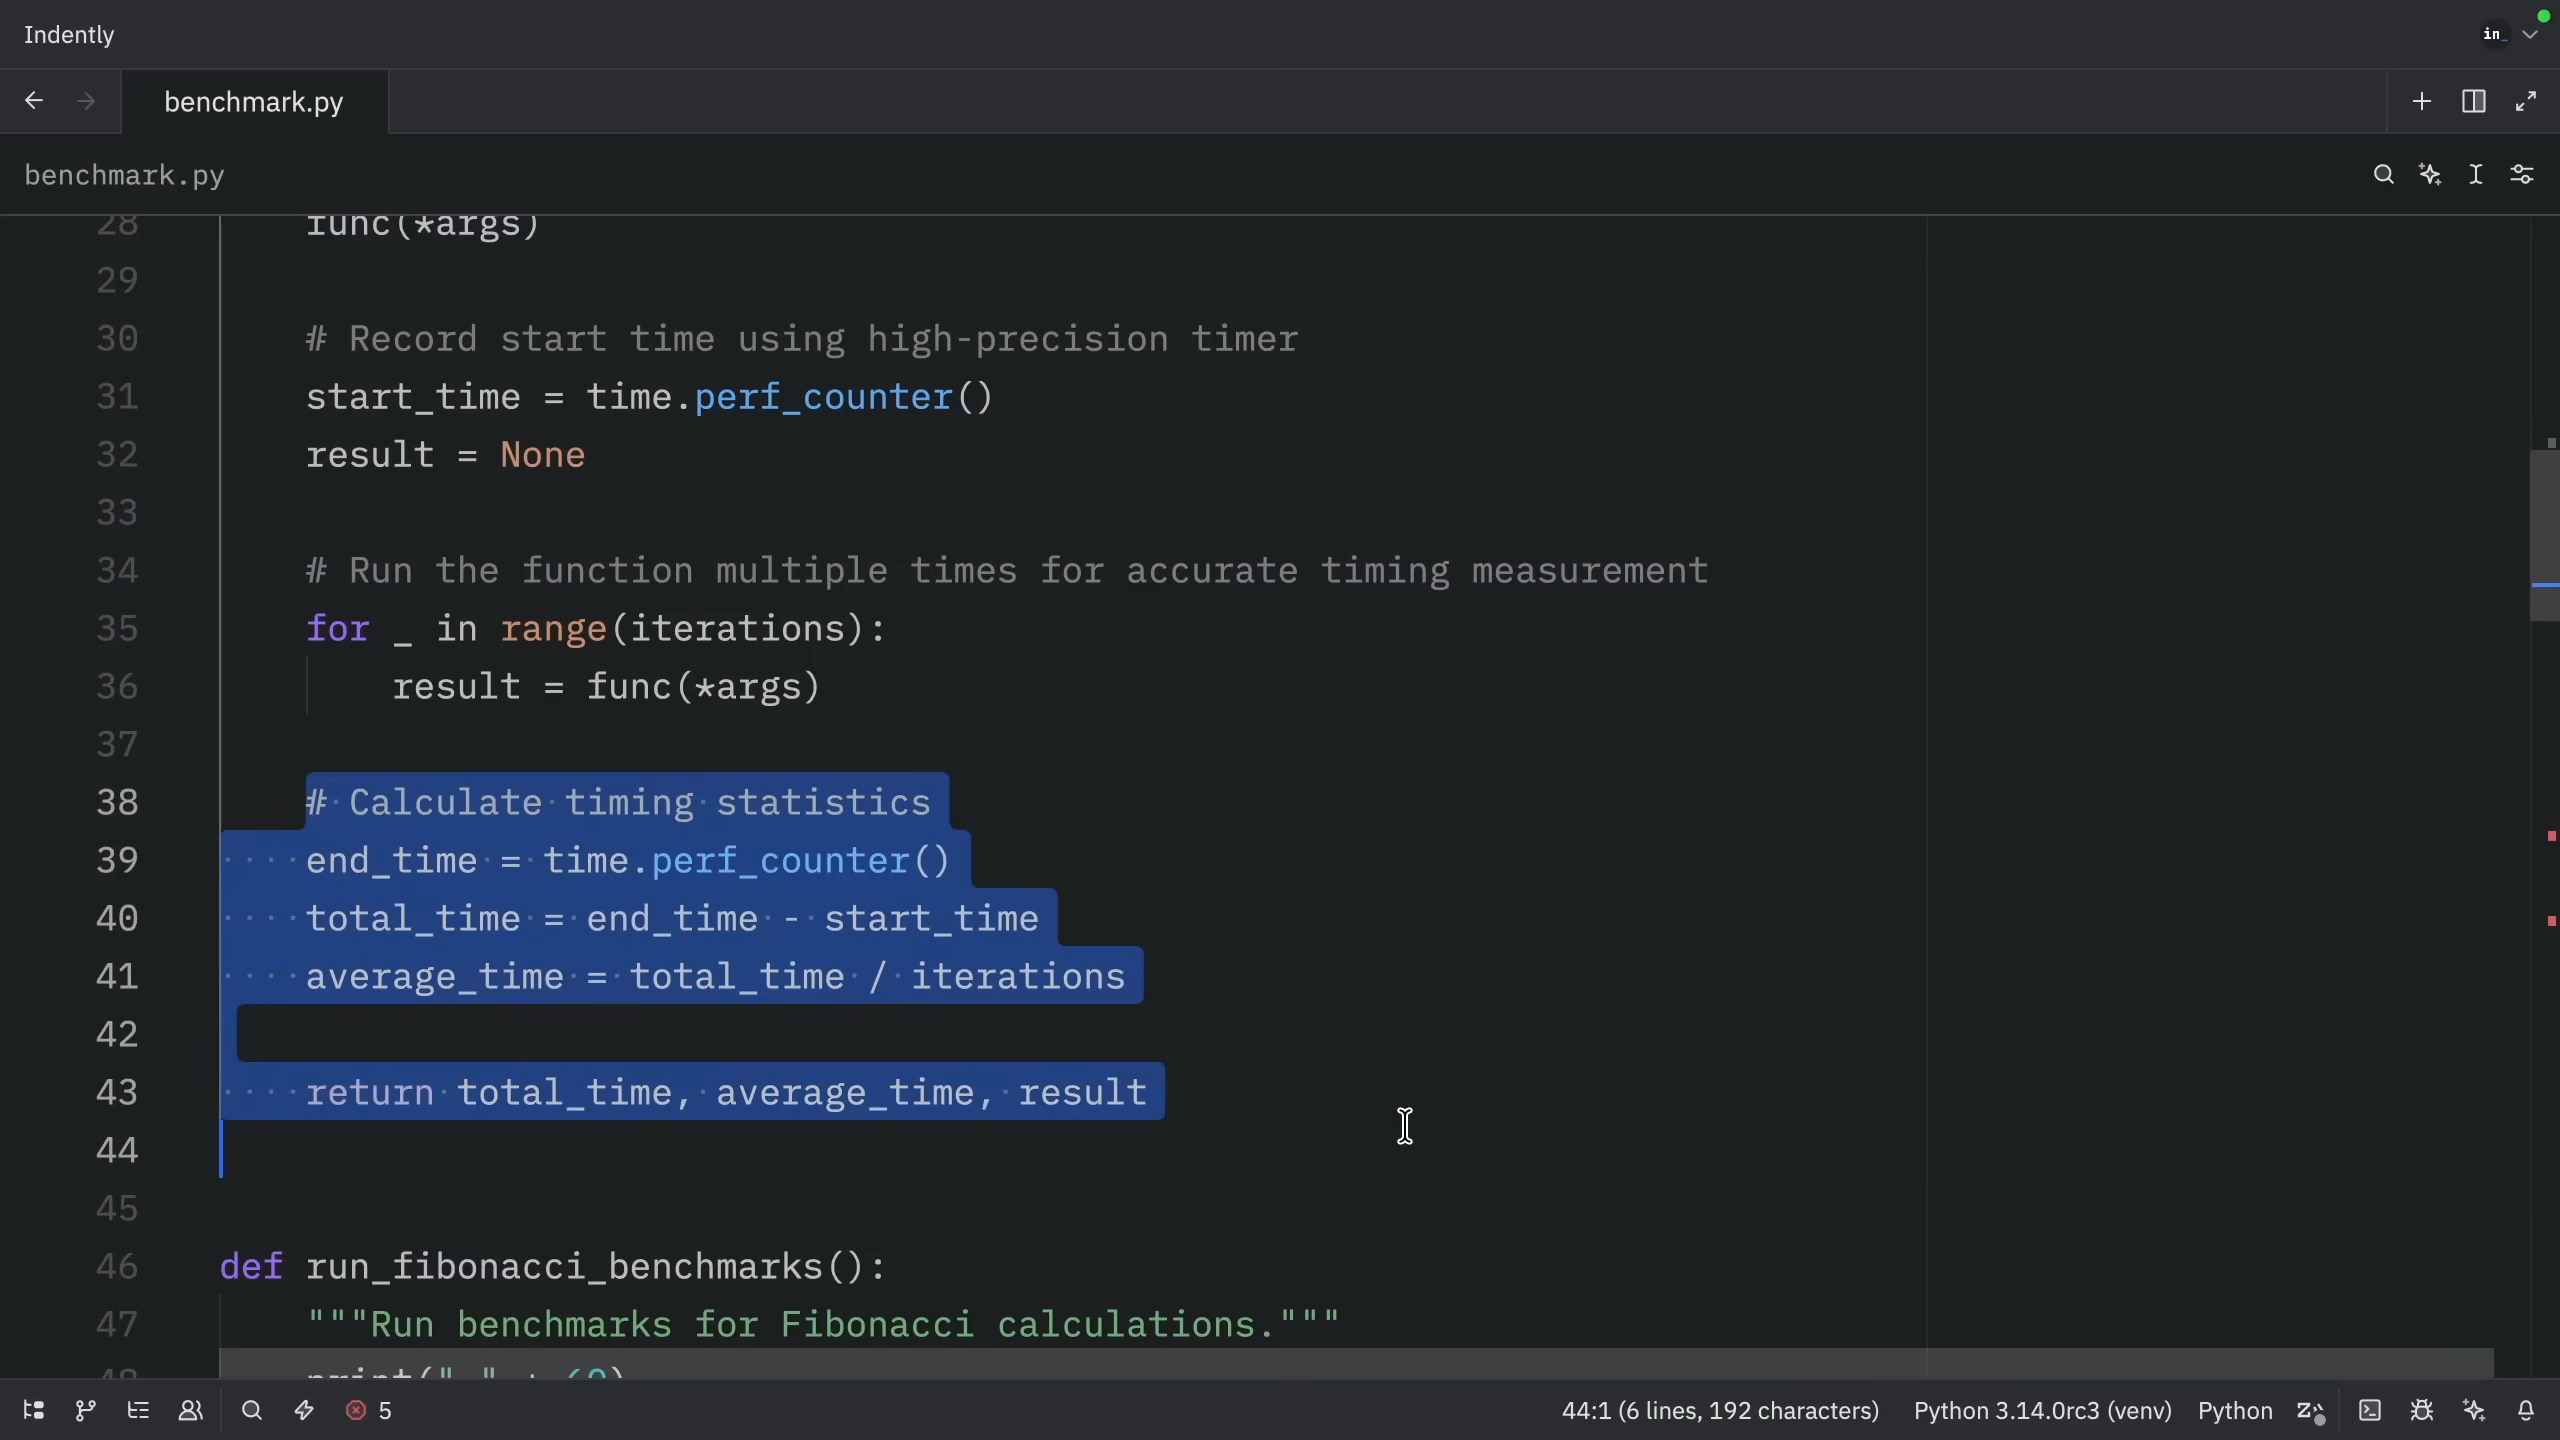 Indently
in_
benchmark.py
benchmark.py
28 func(*args)
29
30 # Record start time using high-precision timer
31 start_time = time.perf_counter()
32 result = None
33
34 # Run the function multiple times for accurate timing measurement
35 for _ in range(iterations):
36 result = func(*args)
37
38 # Calculate timing statistics
39 end_time = time.perf_counter()
40 total_time = end_time - start_time
41 average_time = total_time / iterations
42
43 return total_time, average_time, result
44
45
46 def run_fibonacci_benchmarks():
47 """Run benchmarks for Fibonacci calculations."""
5 44:1 (6 lines, 192 characters) Python 3.14.0rc3 (venv) Python